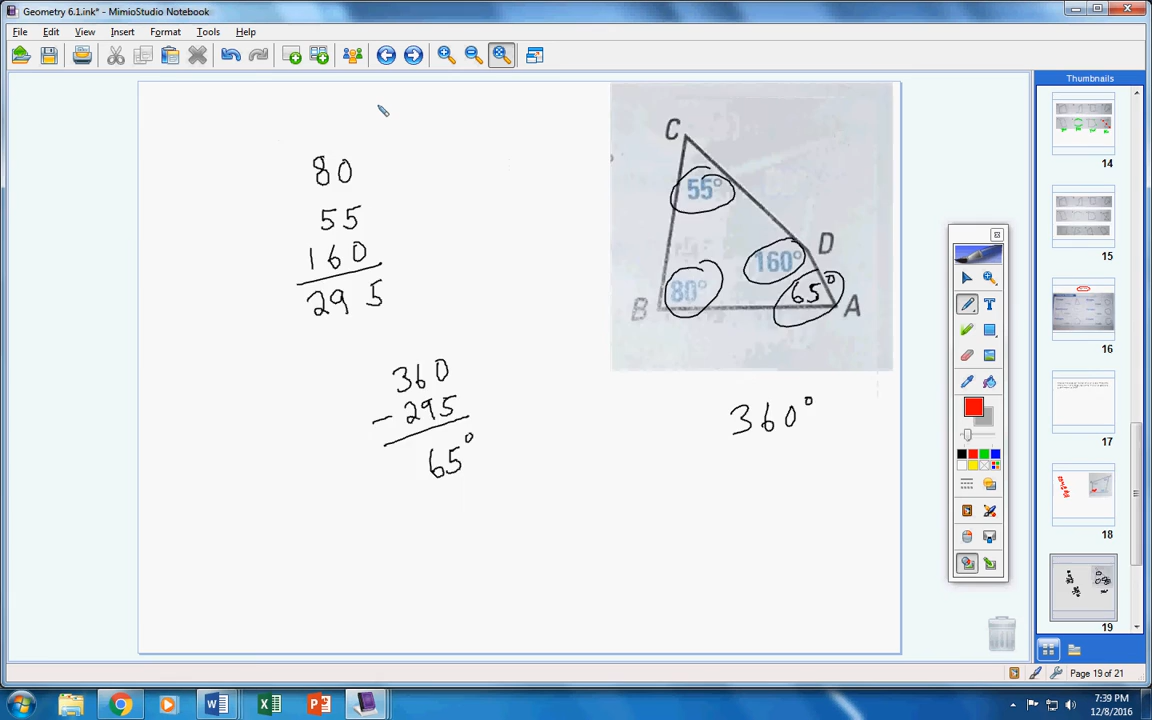 Geometry 6.1.ink* - MimioStudio Notebook
File Edit View Insert Format Tools Help
Thumbnails
80
55
160
295
360
- 295
65°
C
55°
D
160°
80°
65°
B
A
360°
14
15
16
17
18
19
Page 19 of 21
7:39 PM
12/8/2016